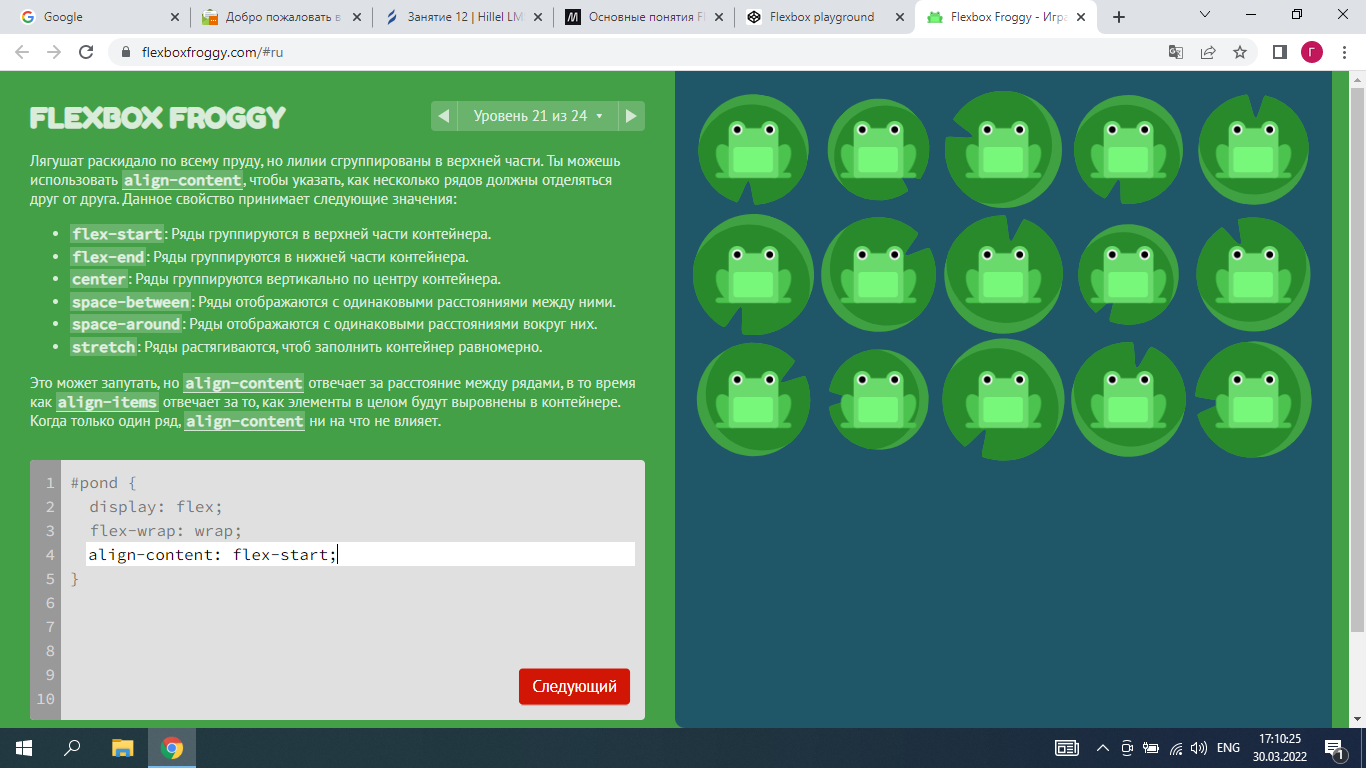 Google
Добро пожаловать в
Занятие 12 | Hillel LM
Основные понятия Fl
Flexbox playground
Flexbox Froggy - Игра
flexboxfroggy.com/#ru
Г
FLEXBOX FROGGY
Уровень 21 из 24
Лягушат раскидало по всему пруду, но лилии сгруппированы в верхней части. Ты можешь
использовать align-content, чтобы указать, как несколько рядов должны отделяться
друг от друга. Данное свойство принимает следующие значения:
• flex-start: Ряды группируются в верхней части контейнера.
• flex-end: Ряды группируются в нижней части контейнера.
• center: Ряды группируются вертикально по центру контейнера.
• space-between: Ряды отображаются с одинаковыми расстояниями между ними.
• space-around: Ряды отображаются с одинаковыми расстояниями вокруг них.
• stretch: Ряды растягиваются, чтоб заполнить контейнер равномерно.
Это может запутать, но align-content отвечает за расстояние между рядами, в то время
как align-items отвечает за то, как элементы в целом будут выровнены в контейнере.
Когда только один ряд, align-content ни на что не влияет.
1 #pond {
2 display: flex;
3 flex-wrap: wrap;
4 align-content: flex-start;
5 }
6
7
8
9
10
Следующий
ENG
17:10:25
30.03.2022
1